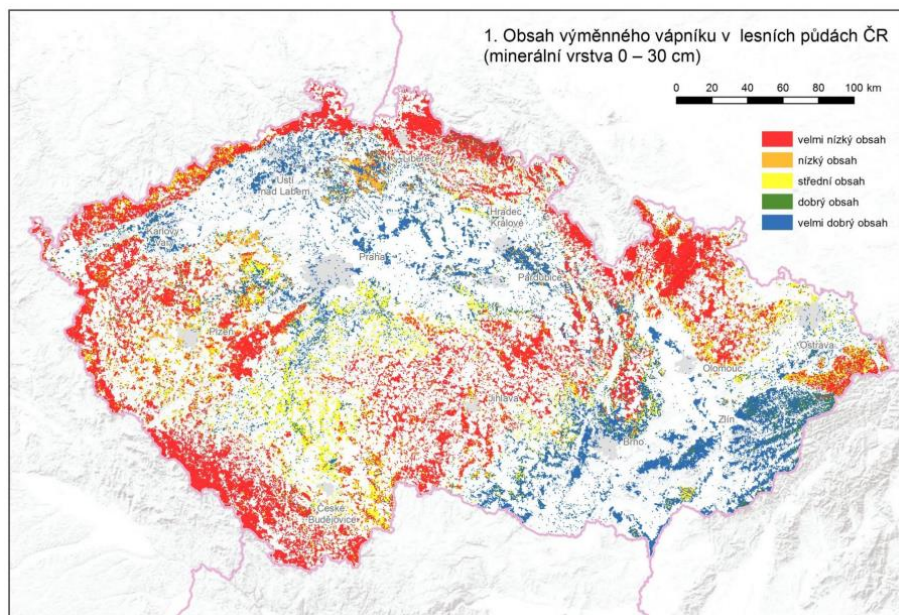 1. Obsah výměnného vápníku v lesních půdách ČR
(minerální vrstva 0 – 30 cm)
0 20 40 60 80 100 km
velmi nízký obsah
nízký obsah
střední obsah
dobrý obsah
velmi dobrý obsah
Liberec
Ústí
nad Labem
Karlovy
Vary
Hradec
Králové
Praha
Pardubice
Plzeň
Ostrava
Olomouc
Jihlava
Zlín
Brno
České
Budějovice